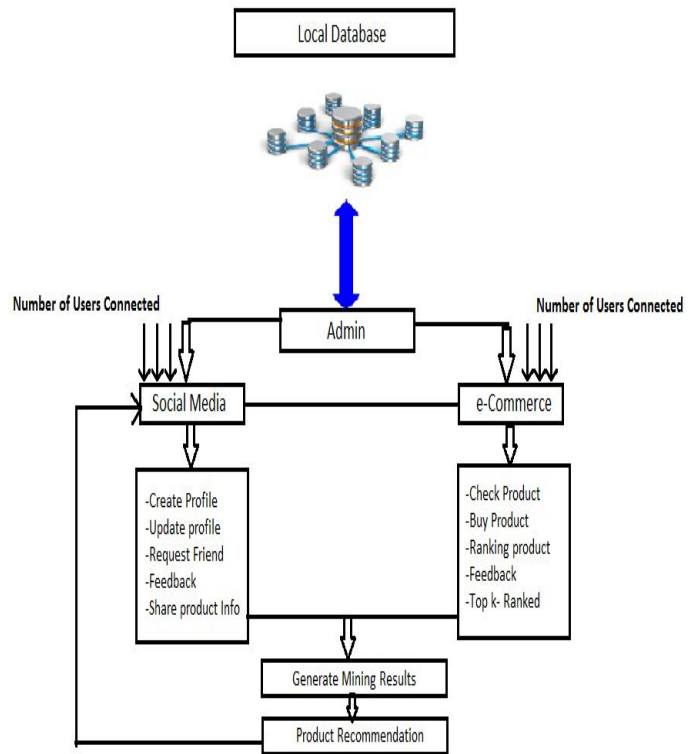 Local Database
Number of Users Connected
Number of Users Connected
Admin
Social Media
e-Commerce
-Create Profile
-Update profile
-Request Friend
-Feedback
-Share product Info
-Check Product
-Buy Product
-Ranking product
-Feedback
-Top k- Ranked
Generate Mining Results
Product Recommendation